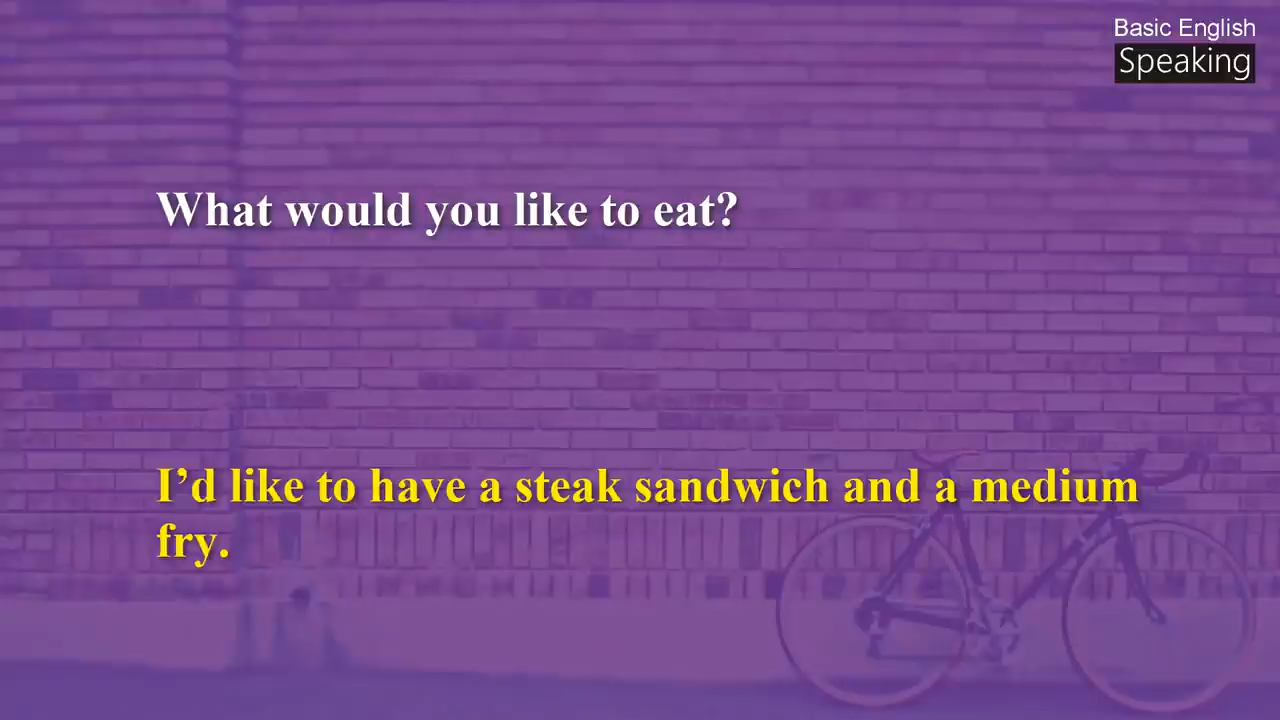 Basic English
Speaking
What would you like to eat?
I’d like to have a steak sandwich and a medium
fry.